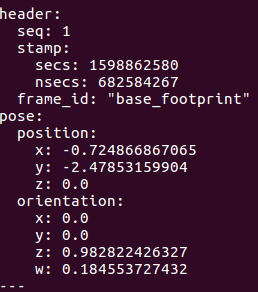 header:
  seq: 1
  stamp:
    secs: 1598862580
    nsecs: 682584267
  frame_id: "base_footprint"
pose:
  position:
    x: -0.724866867065
    y: -2.47853159904
    z: 0.0
  orientation:
    x: 0.0
    y: 0.0
    z: 0.982822426327
    w: 0.184553727432
---